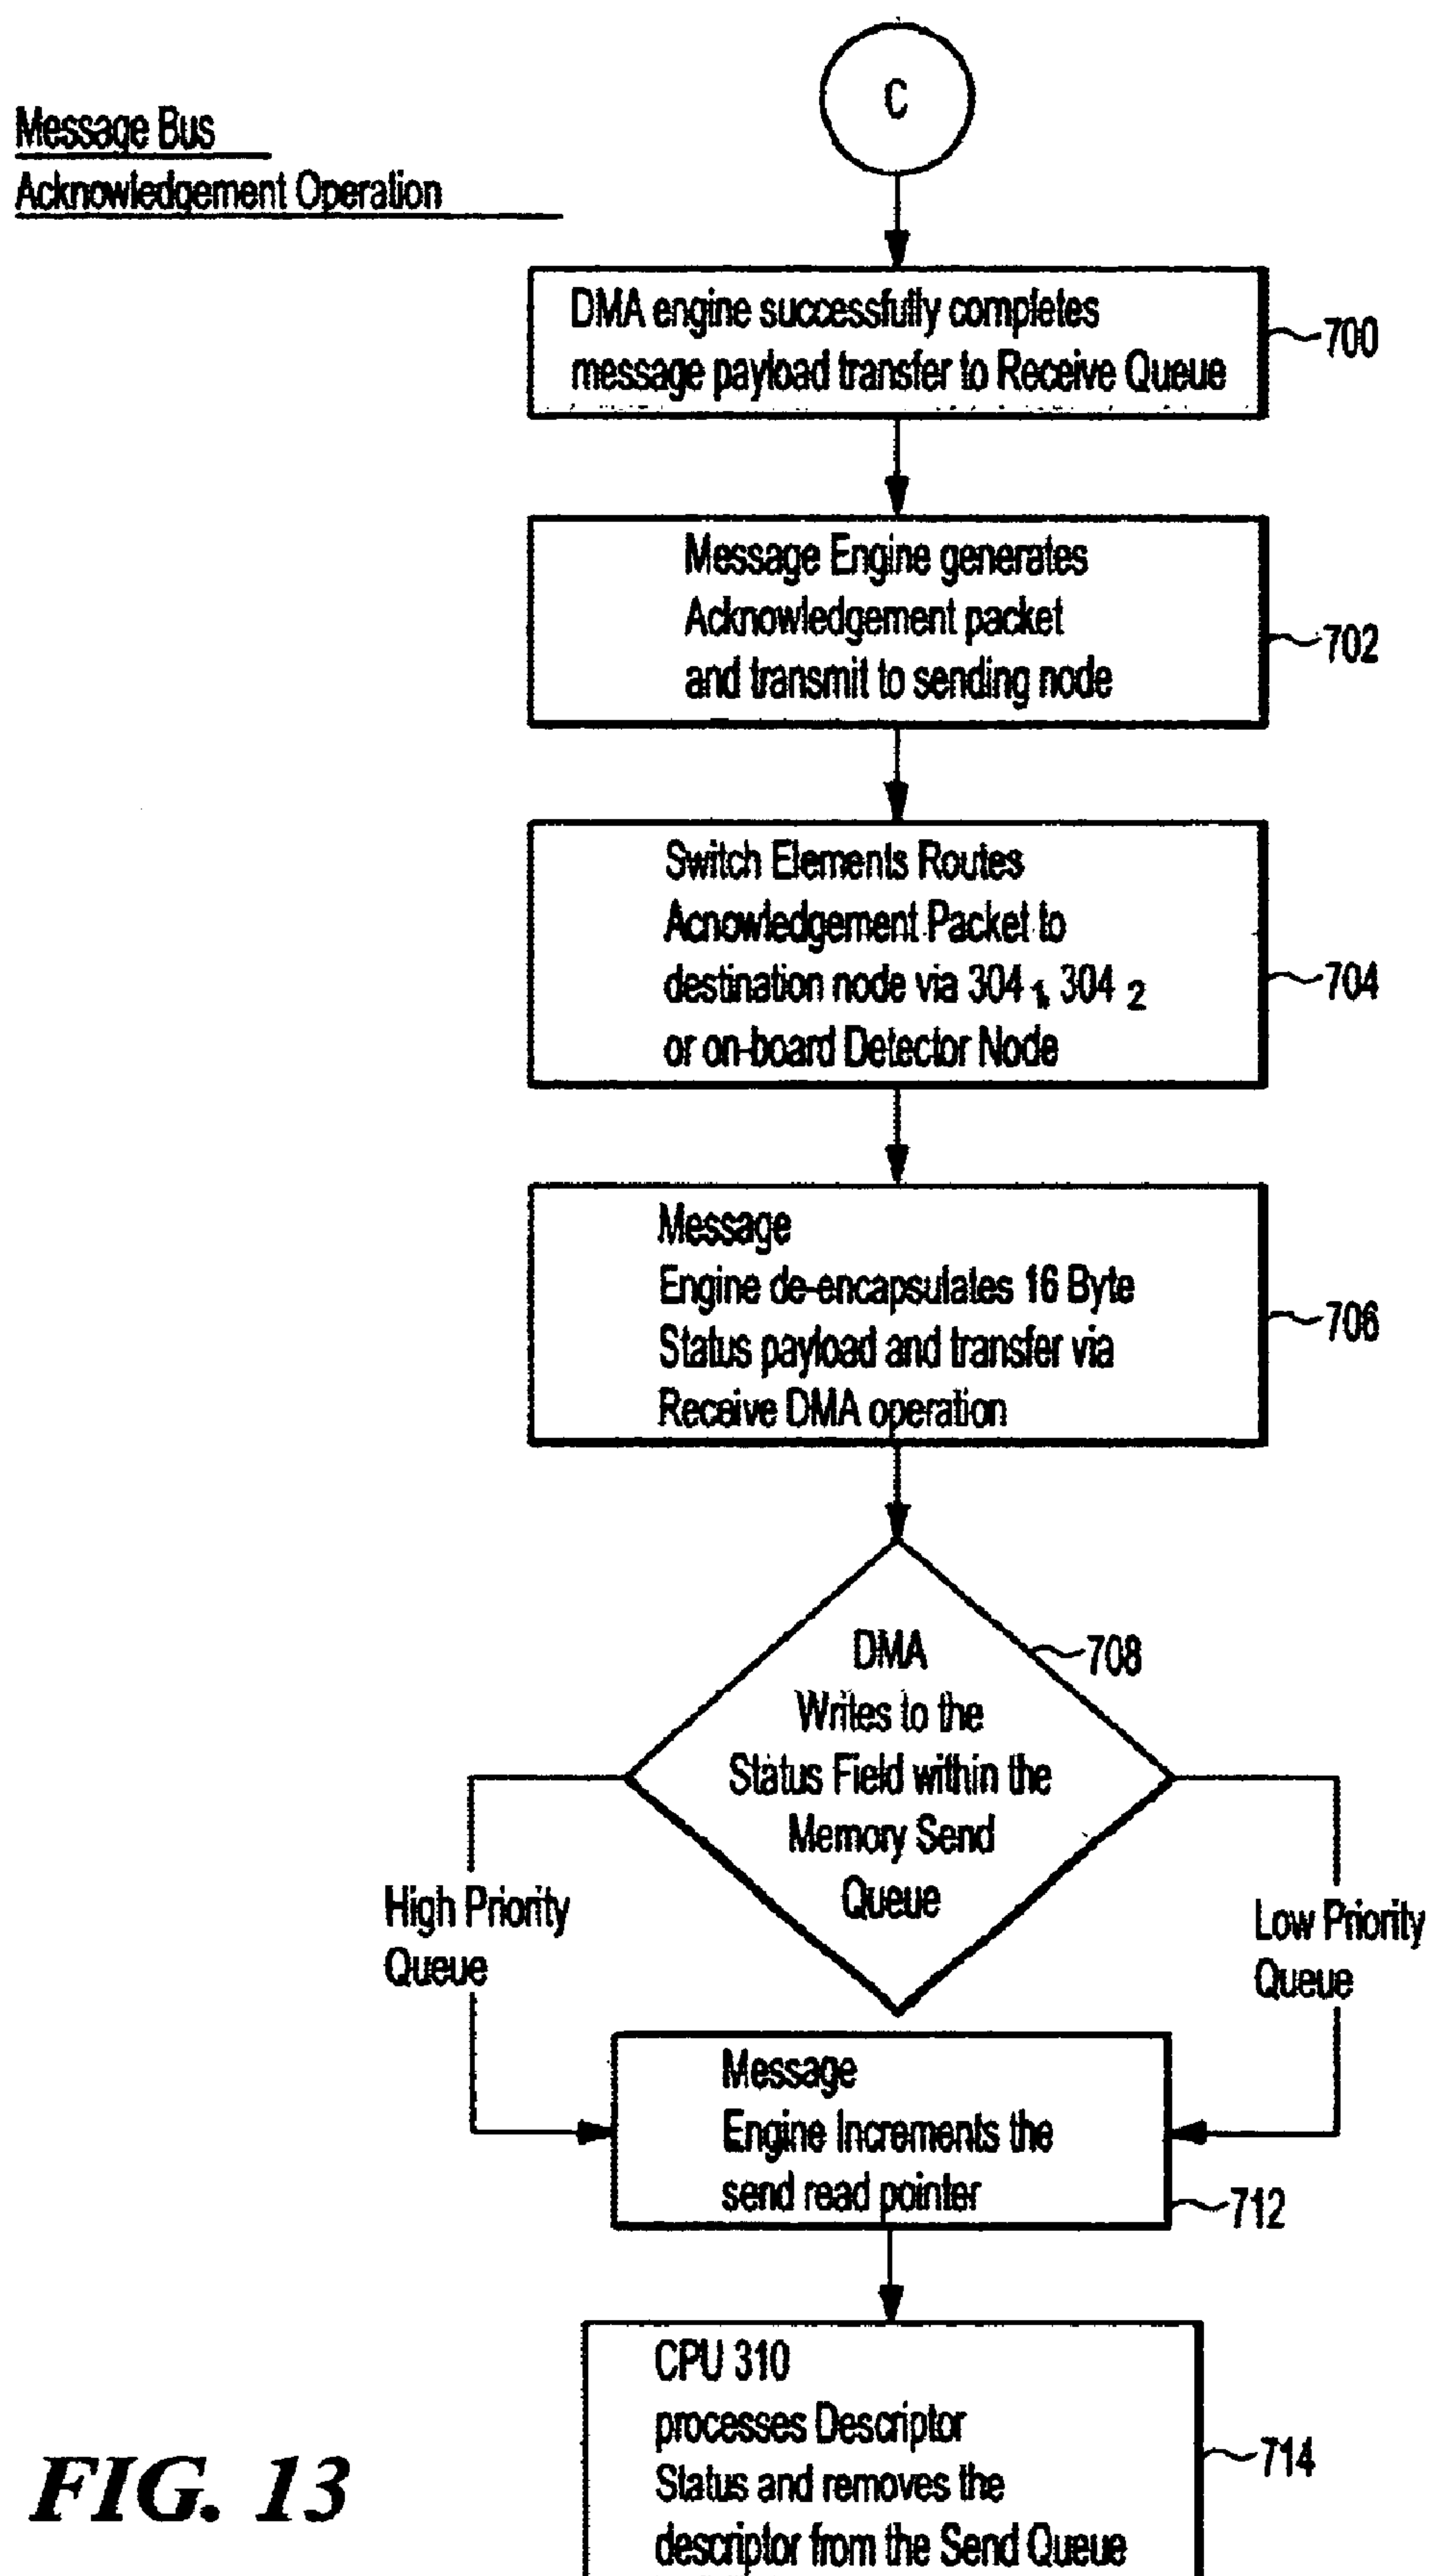 C
Message Bus
Acknowledgement Operation
DMA engine successfully completes
message payload transfer to Receive Queue
700
Message Engine generates
Acknowledgement packet
and transmit to sending node
702
Switch Elements Routes
Acnowledgement Packet to
destination node via 304 1, 304 2
or on-board Detector Node
704
Message
Engine de-encapsulates 16 Byte
Status payload and transfer via
Receive DMA operation
706
DMA
Writes to the
Status Field within the
Memory Send
Queue
708
High Priority
Queue
Low Priority
Queue
Message
Engine Increments the
send read pointer
712
CPU 310
processes Descriptor
Status and removes the
descriptor from the Send Queue
714
FIG. 13